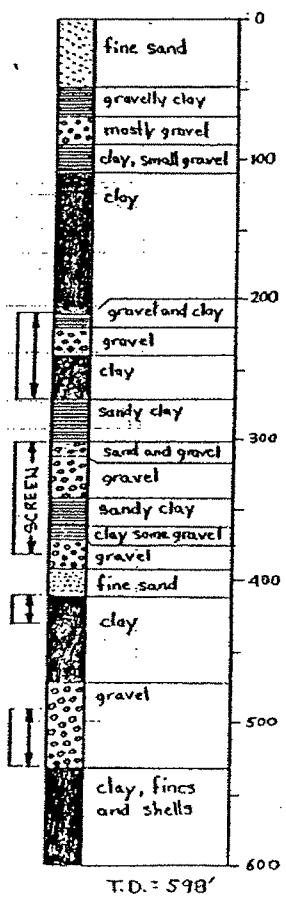 0
fine sand
gravelly clay
mostly gravel
clay, small gravel
100
clay
200
gravel and clay
gravel
clay
sandy clay
300
sand and gravel
gravel
SCREEN
sandy clay
clay some gravel
gravel
fine sand
400
clay
gravel
500
clay, fines
and shells
600
T.D. = 598'